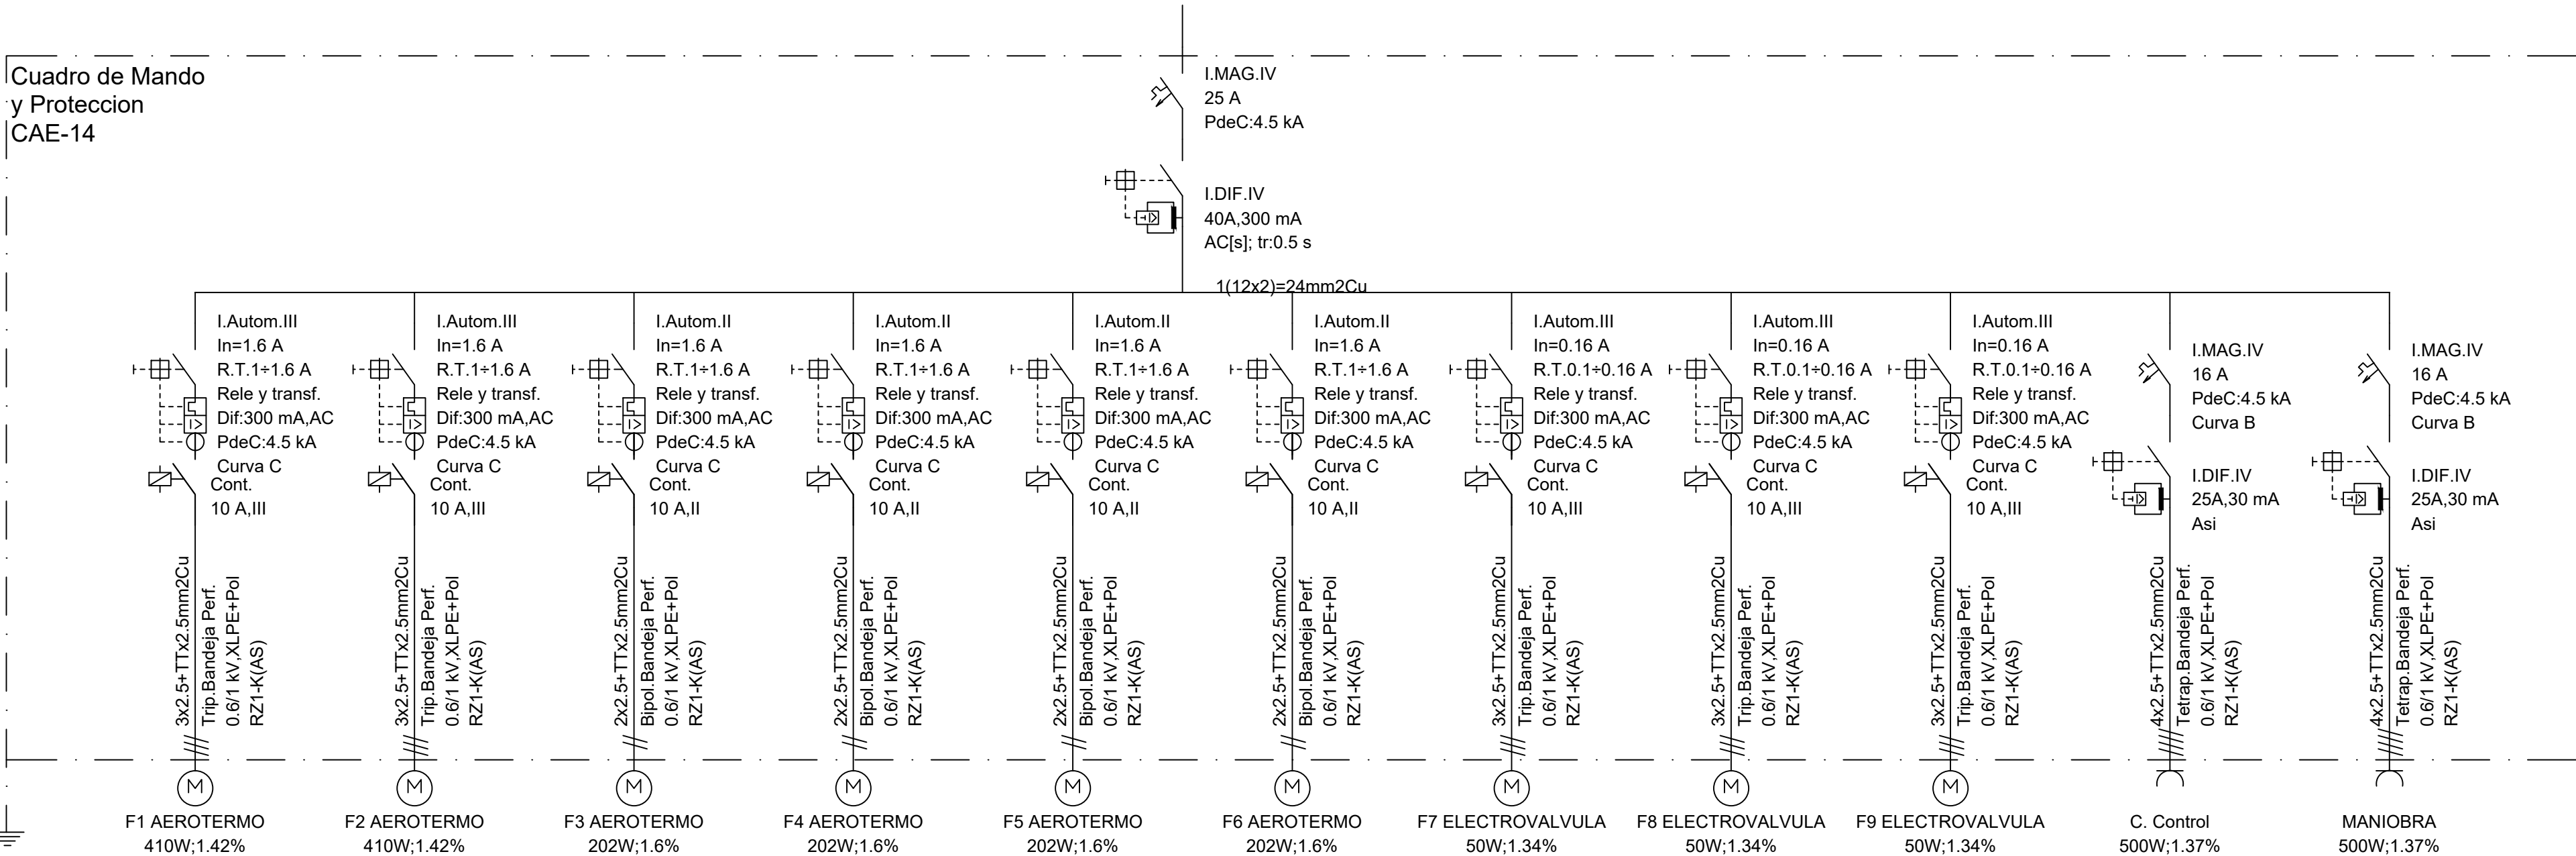 Cuadro de Mando
y Proteccion
CAE-14
I.MAG.IV
25 A
PdeC:4.5 kA
I.DIF.IV
40A,300 mA
AC[s]; tr:0.5 s
1(12x2)=24mm2Cu
I.Autom.III
In=1.6 A
R.T.1÷1.6 A
Rele y transf.
Dif:300 mA,AC
PdeC:4.5 kA
Curva C
Cont.
10 A,III
3x2.5+TTx2.5mm2Cu
Trip.Bandeja Perf.
0.6/1 kV,XLPE+Pol
RZ1-K(AS)
M
F1 AEROTERMO
410W;1.42%
I.Autom.III
In=1.6 A
R.T.1÷1.6 A
Rele y transf.
Dif:300 mA,AC
PdeC:4.5 kA
Curva C
Cont.
10 A,III
3x2.5+TTx2.5mm2Cu
Trip.Bandeja Perf.
0.6/1 kV,XLPE+Pol
RZ1-K(AS)
M
F2 AEROTERMO
410W;1.42%
I.Autom.II
In=1.6 A
R.T.1÷1.6 A
Rele y transf.
Dif:300 mA,AC
PdeC:4.5 kA
Curva C
Cont.
10 A,II
2x2.5+TTx2.5mm2Cu
Bipol.Bandeja Perf.
0.6/1 kV,XLPE+Pol
RZ1-K(AS)
M
F3 AEROTERMO
202W;1.6%
I.Autom.II
In=1.6 A
R.T.1÷1.6 A
Rele y transf.
Dif:300 mA,AC
PdeC:4.5 kA
Curva C
Cont.
10 A,II
2x2.5+TTx2.5mm2Cu
Bipol.Bandeja Perf.
0.6/1 kV,XLPE+Pol
RZ1-K(AS)
M
F4 AEROTERMO
202W;1.6%
I.Autom.II
In=1.6 A
R.T.1÷1.6 A
Rele y transf.
Dif:300 mA,AC
PdeC:4.5 kA
Curva C
Cont.
10 A,II
2x2.5+TTx2.5mm2Cu
Bipol.Bandeja Perf.
0.6/1 kV,XLPE+Pol
RZ1-K(AS)
M
F5 AEROTERMO
202W;1.6%
I.Autom.II
In=1.6 A
R.T.1÷1.6 A
Rele y transf.
Dif:300 mA,AC
PdeC:4.5 kA
Curva C
Cont.
10 A,II
2x2.5+TTx2.5mm2Cu
Bipol.Bandeja Perf.
0.6/1 kV,XLPE+Pol
RZ1-K(AS)
M
F6 AEROTERMO
202W;1.6%
I.Autom.III
In=0.16 A
R.T.0.1÷0.16 A
Rele y transf.
Dif:300 mA,AC
PdeC:4.5 kA
Curva C
Cont.
10 A,III
3x2.5+TTx2.5mm2Cu
Trip.Bandeja Perf.
0.6/1 kV,XLPE+Pol
RZ1-K(AS)
M
F7 ELECTROVALVULA
50W;1.34%
I.Autom.III
In=0.16 A
R.T.0.1÷0.16 A
Rele y transf.
Dif:300 mA,AC
PdeC:4.5 kA
Curva C
Cont.
10 A,III
3x2.5+TTx2.5mm2Cu
Trip.Bandeja Perf.
0.6/1 kV,XLPE+Pol
RZ1-K(AS)
M
F8 ELECTROVALVULA
50W;1.34%
I.Autom.III
In=0.16 A
R.T.0.1÷0.16 A
Rele y transf.
Dif:300 mA,AC
PdeC:4.5 kA
Curva C
Cont.
10 A,III
3x2.5+TTx2.5mm2Cu
Trip.Bandeja Perf.
0.6/1 kV,XLPE+Pol
RZ1-K(AS)
M
F9 ELECTROVALVULA
50W;1.34%
I.MAG.IV
16 A
PdeC:4.5 kA
Curva B
I.DIF.IV
25A,30 mA
Asi
4x2.5+TTx2.5mm2Cu
Tetrap.Bandeja Perf.
0.6/1 kV,XLPE+Pol
RZ1-K(AS)
C. Control
500W;1.37%
I.MAG.IV
16 A
PdeC:4.5 kA
Curva B
I.DIF.IV
25A,30 mA
Asi
4x2.5+TTx2.5mm2Cu
Tetrap.Bandeja Perf.
0.6/1 kV,XLPE+Pol
RZ1-K(AS)
MANIOBRA
500W;1.37%